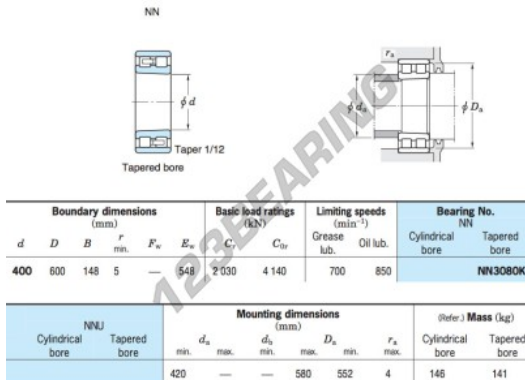 NN
φ d
Taper 1/12
Tapered bore
rₐ
φ dₐ
φ Dₐ
123BEARING
Boundary dimensions (mm) Basic load ratings (kN) Limiting speeds (min⁻¹) Bearing No. NN
d D B r min. Fw Ew Cr C0r Grease lub. Oil lub. Cylindrical bore Tapered bore
400 600 148 5 — 548 2 030 4 140 700 850 NN3080K
NNU Mounting dimensions (mm) (Refer.) Mass (kg)
Cylindrical bore Tapered bore dₐ min. max. d_b min. Dₐ max. min. rₐ max. Cylindrical bore Tapered bore
420 — — 580 552 4 146 141